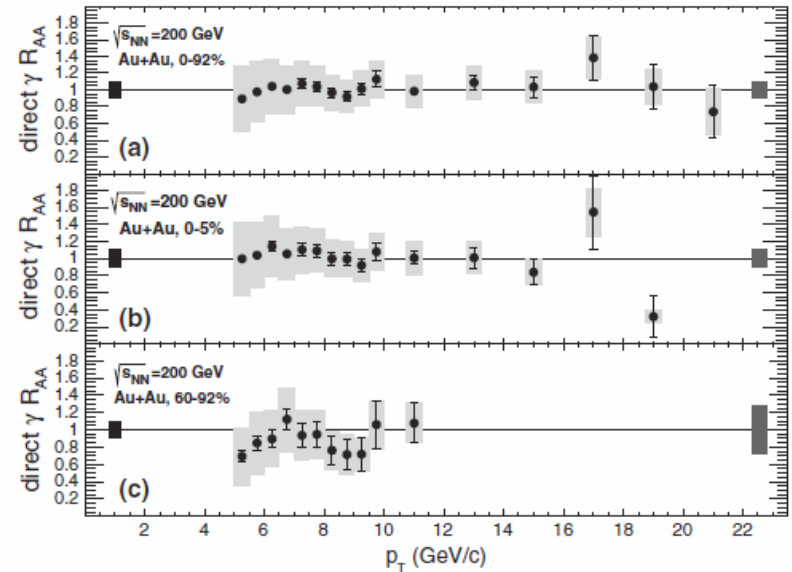 direct γ R_AA
1.8
1.6
1.4
1.2
1
0.8
0.6
0.4
0.2
√s_NN=200 GeV
Au+Au, 0-92%
(a)
direct γ R_AA
1.8
1.6
1.4
1.2
1
0.8
0.6
0.4
0.2
√s_NN=200 GeV
Au+Au, 0-5%
(b)
direct γ R_AA
1.8
1.6
1.4
1.2
1
0.8
0.6
0.4
0.2
√s_NN=200 GeV
Au+Au, 60-92%
(c)
2 4 6 8 10 12 14 16 18 20 22
p_T (GeV/c)